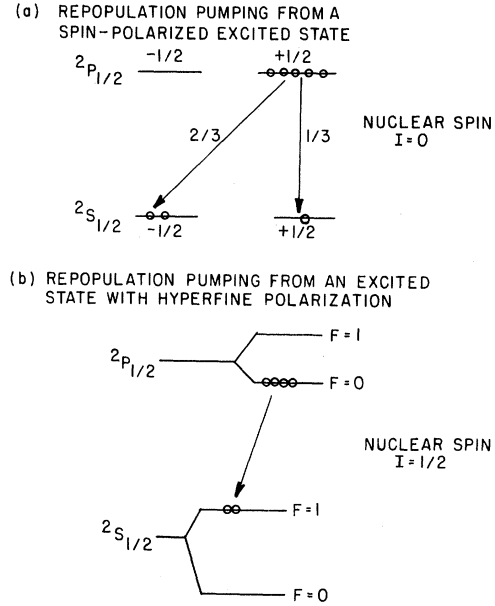 (a) REPOPULATION PUMPING FROM A
SPIN-POLARIZED EXCITED STATE
-1/2 +1/2
²P₁/₂
2/3 1/3
NUCLEAR SPIN
I=0
²S₁/₂
-1/2 +1/2
(b) REPOPULATION PUMPING FROM AN EXCITED
STATE WITH HYPERFINE POLARIZATION
F=1
²P₁/₂
F=0
NUCLEAR SPIN
I=1/2
F=1
²S₁/₂
F=0